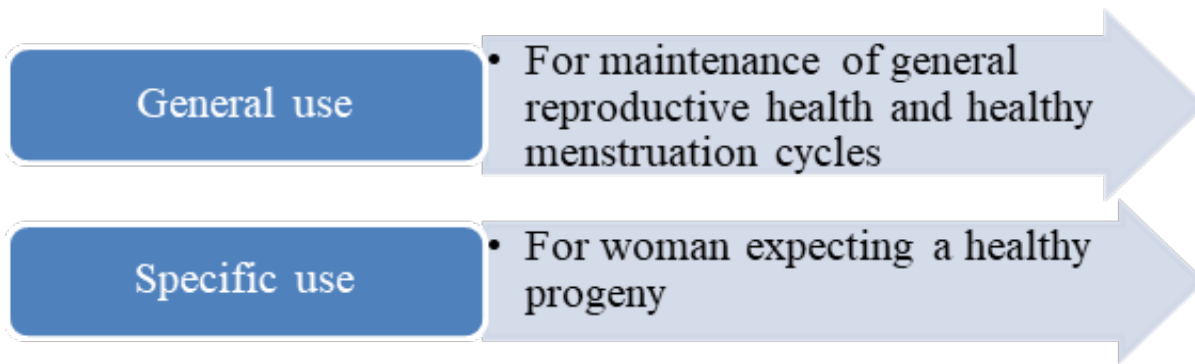 General use
• For maintenance of general
reproductive health and healthy
menstruation cycles
Specific use
• For woman expecting a healthy
progeny